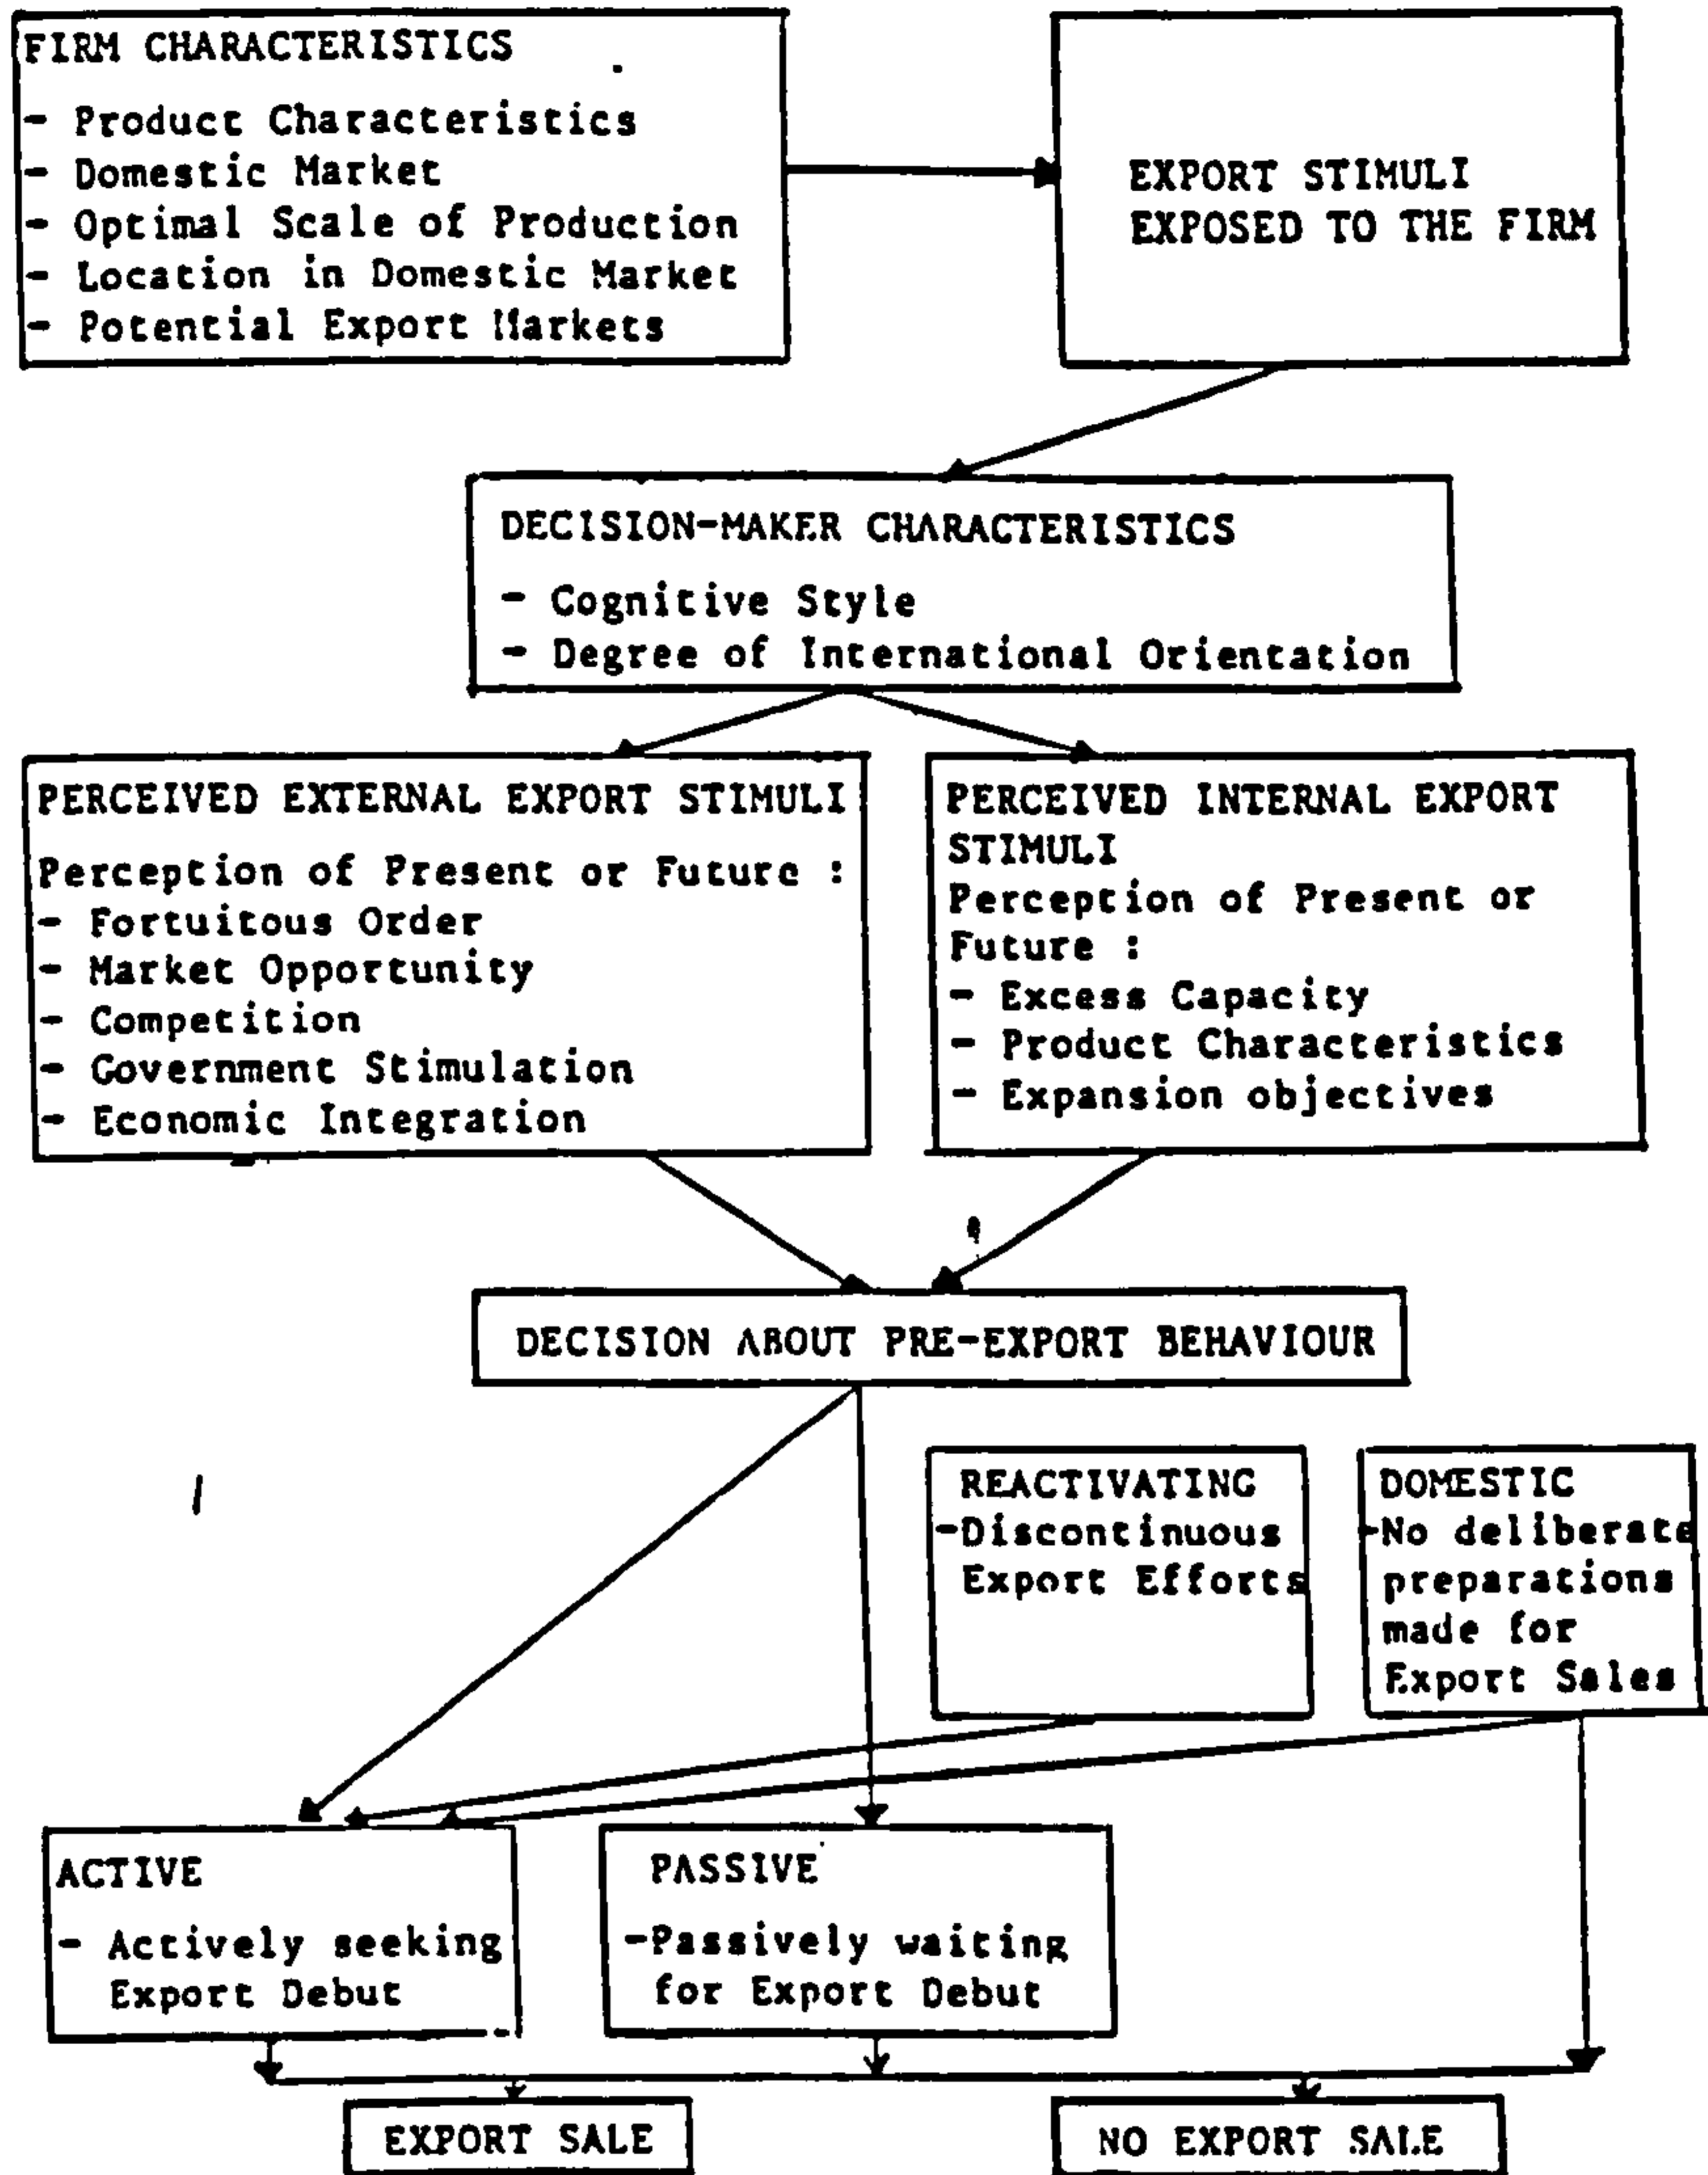 FIRM CHARACTERISTICS
- Product Characteristics
- Domestic Market
- Optimal Scale of Production
- Location in Domestic Market
- Potential Export Markets
EXPORT STIMULI
EXPOSED TO THE FIRM
DECISION-MAKER CHARACTERISTICS
- Cognitive Style
- Degree of International Orientation
PERCEIVED EXTERNAL EXPORT STIMULI
Perception of Present or Future :
- Fortuitous Order
- Market Opportunity
- Competition
- Government Stimulation
- Economic Integration
PERCEIVED INTERNAL EXPORT
STIMULI
Perception of Present or
Future :
- Excess Capacity
- Product Characteristics
- Expansion objectives
DECISION ABOUT PRE-EXPORT BEHAVIOUR
REACTIVATING
-Discontinuous
Export Efforts
DOMESTIC
-No deliberate
preparations
made for
Export Sales
ACTIVE
- Actively seeking
Export Debut
PASSIVE
-Passively waiting
for Export Debut
EXPORT SALE
NO EXPORT SALE